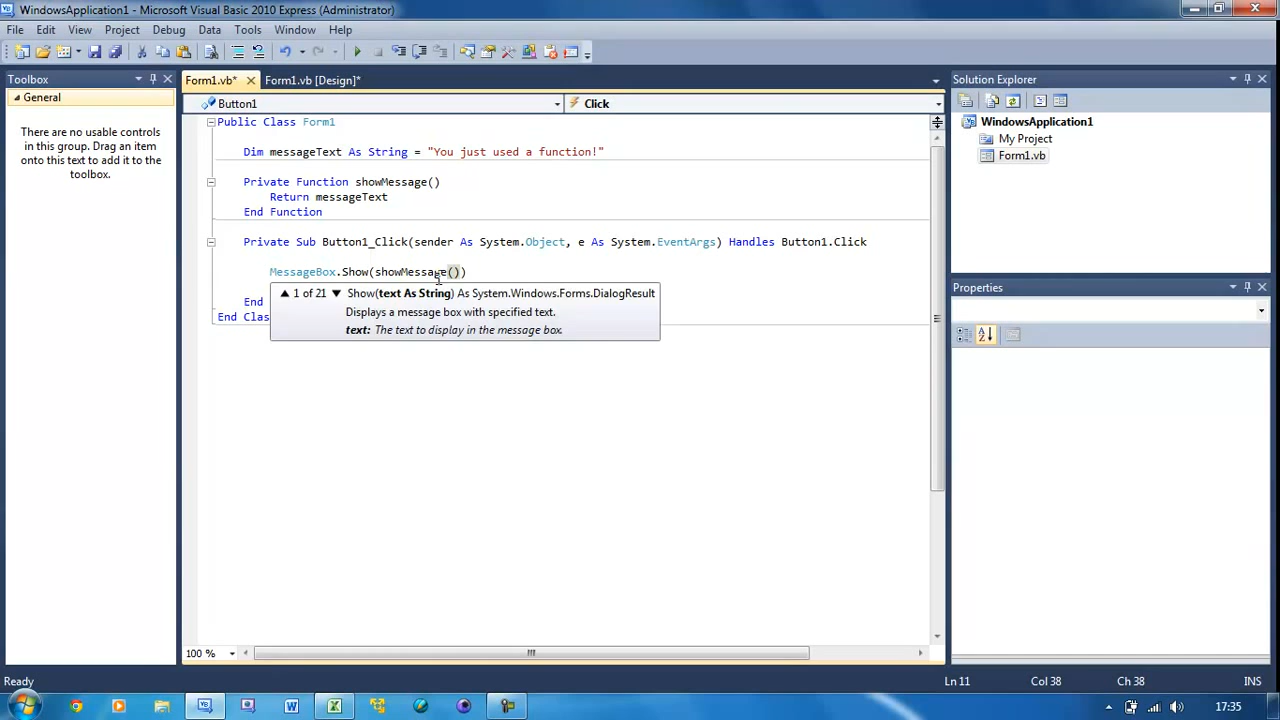 WindowsApplication1 - Microsoft Visual Basic 2010 Express (Administrator)
File Edit View Project Debug Data Tools Window Help
Toolbox
General
There are no usable controls
in this group. Drag an item
onto this text to add it to the
toolbox.
Form1.vb* Form1.vb [Design]*
Button1 Click
Public Class Form1
Dim messageText As String = "You just used a function!"
Private Function showMessage()
Return messageText
End Function
Private Sub Button1_Click(sender As System.Object, e As System.EventArgs) Handles Button1.Click
MessageBox.Show(showMessage())
1 of 21 Show(text As String) As System.Windows.Forms.DialogResult
Displays a message box with specified text.
text: The text to display in the message box.
End
End Clas
100 %
Solution Explorer
WindowsApplication1
My Project
Form1.vb
Properties
Ready Ln 11 Col 38 Ch 38 INS
17:35